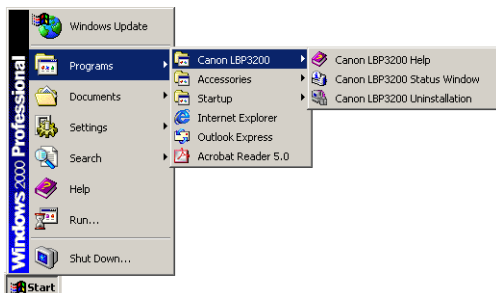 Windows 2000 Professional
Windows Update
Programs
Documents
Settings
Search
Help
Run...
Shut Down...
Canon LBP3200
Accessories
Startup
Internet Explorer
Outlook Express
Acrobat Reader 5.0
Canon LBP3200 Help
Canon LBP3200 Status Window
Canon LBP3200 Uninstallation
Start